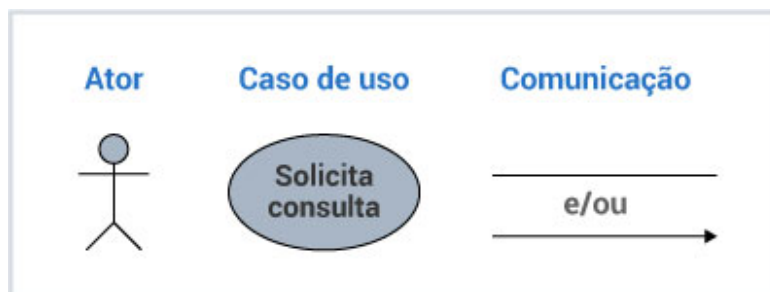 Ator
Caso de uso
Comunicação
Solicita
consulta
e/ou